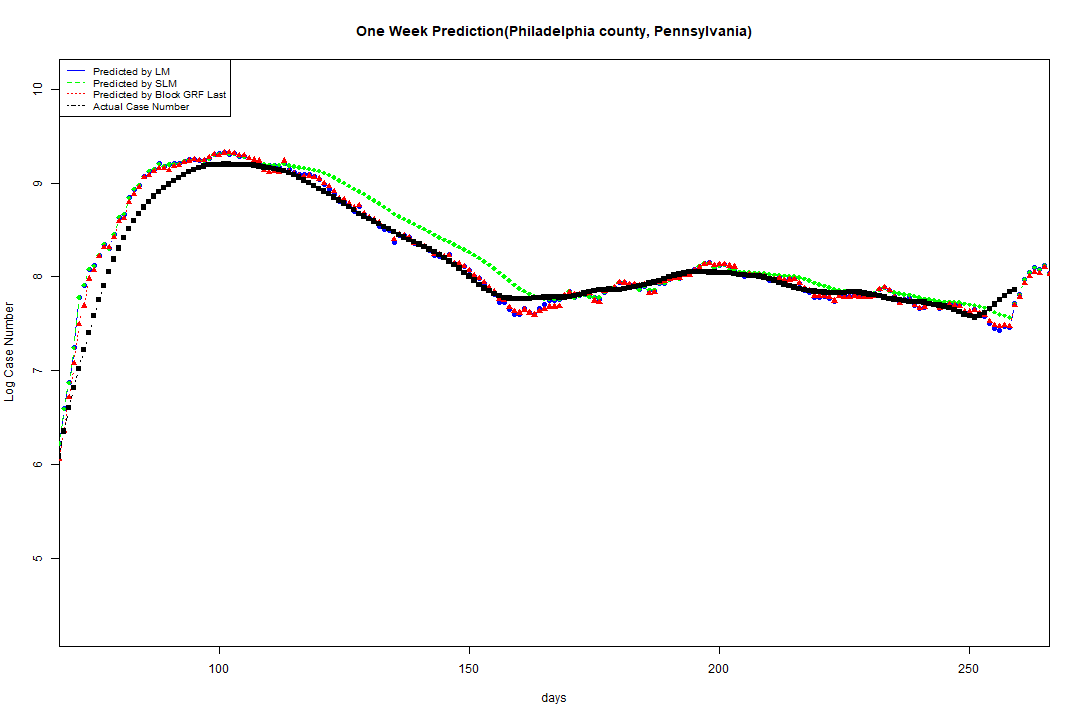 One Week Prediction(Philadelphia county, Pennsylvania)
Predicted by LM
Predicted by SLM
Predicted by Block GRF Last
Actual Case Number
10
9
8
7
6
5
Log Case Number
100 150 200 250
days